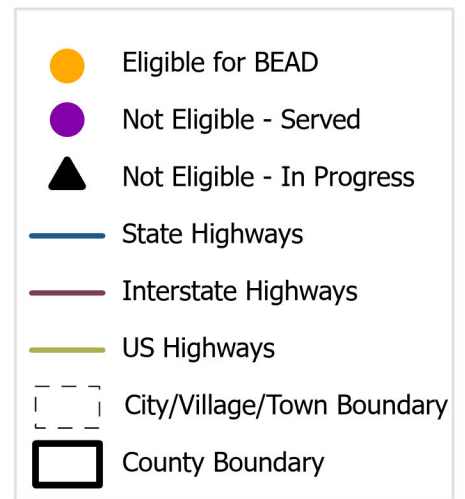 Eligible for BEAD
Not Eligible - Served
Not Eligible - In Progress
State Highways
Interstate Highways
US Highways
City/Village/Town Boundary
County Boundary